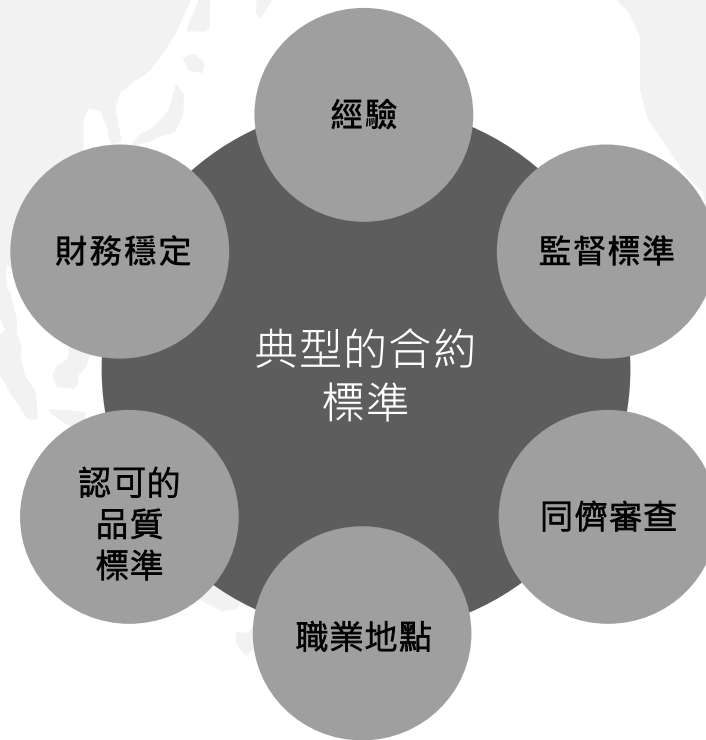 經驗
財務穩定
監督標準
典型的合約
標準
認可的
品質
標準
同儕審查
職業地點